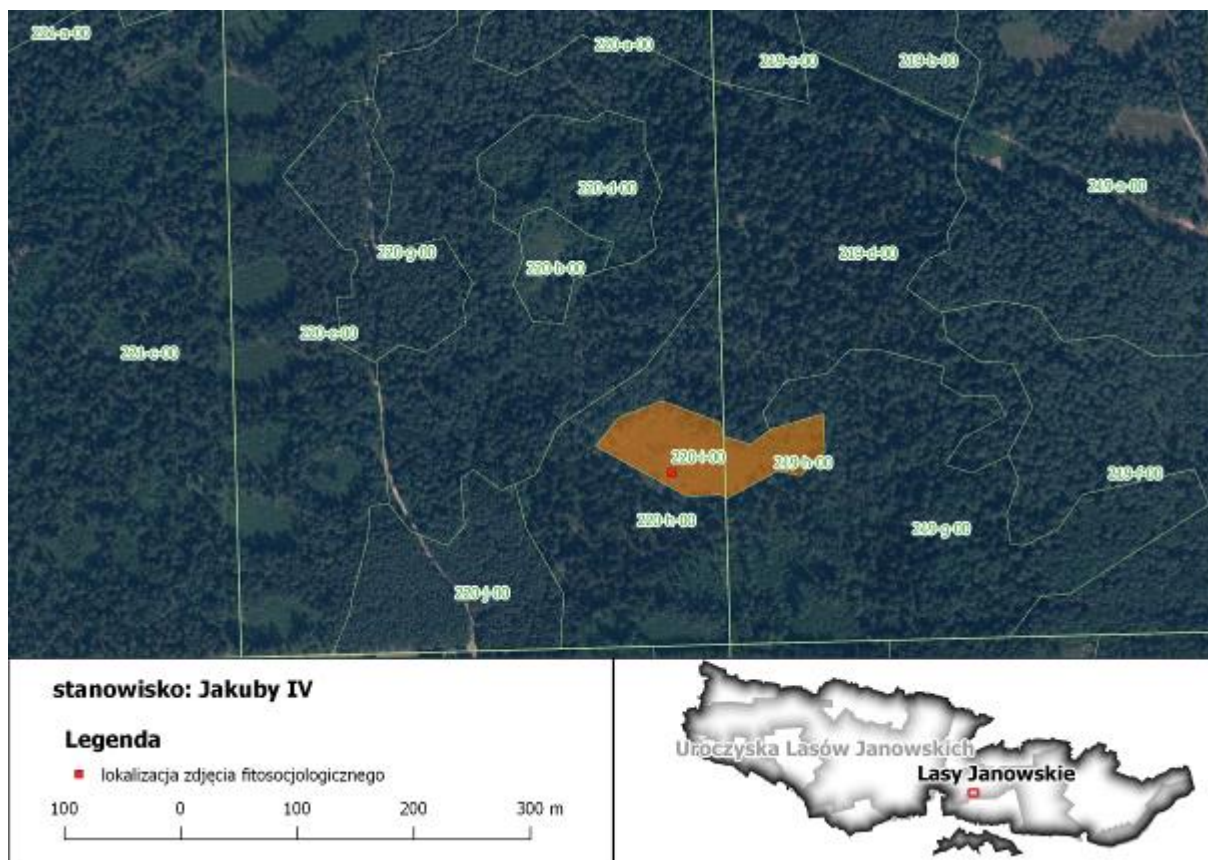 221-a-00
220-a-00
219-c-00
219-b-00
220-d-00
219-a-00
220-g-00
219-d-00
220-b-00
220-c-00
221-c-00
220-i-00
219-h-00
219-f-00
220-h-00
219-g-00
220-j-00
stanowisko: Jakuby IV
Legenda
lokalizacja zdjęcia fitosocjologicznego
100 0 100 200 300 m
Uroczyska Lasów Janowskich
Lasy Janowskie